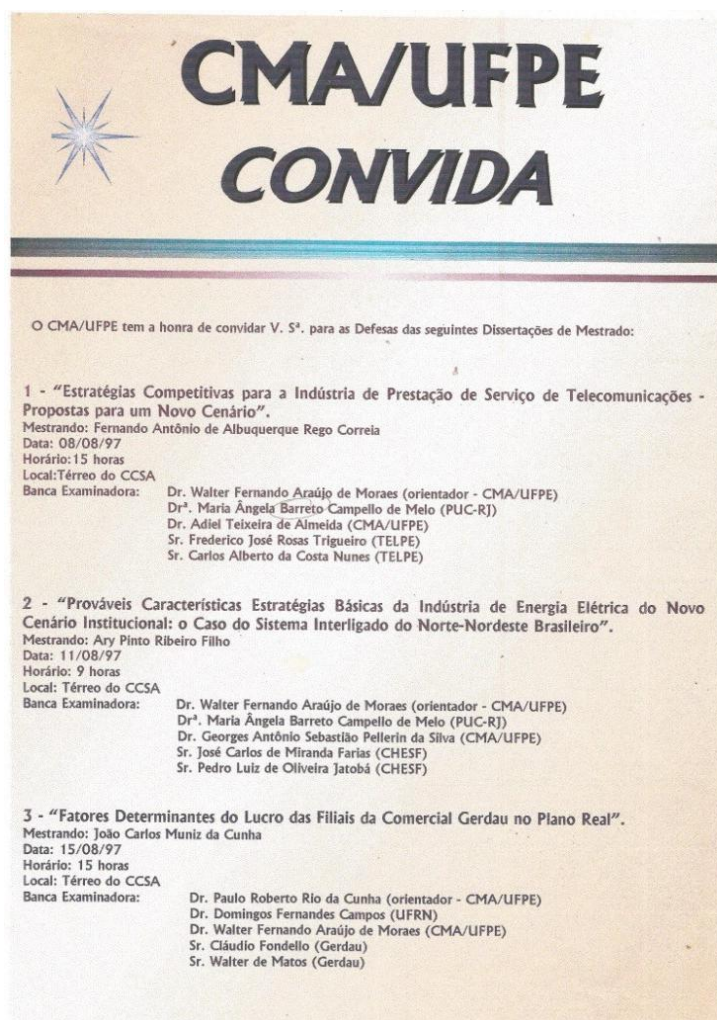 CMA/UFPE
CONVIDA
O CMA/UFPE tem a honra de convidar V. Sª. para as Defesas das seguintes Dissertações de Mestrado:
1 - “Estratégias Competitivas para a Indústria de Prestação de Serviço de Telecomunicações -
Propostas para um Novo Cenário”.
Mestrando: Fernando Antônio de Albuquerque Rego Correia
Data: 08/08/97
Horário:15 horas
Local:Térreo do CCSA
Banca Examinadora: Dr. Walter Fernando Araújo de Moraes (orientador - CMA/UFPE)
Drª. Maria Ângela Barreto Campello de Melo (PUC-RJ)
Dr. Adiel Teixeira de Almeida (CMA/UFPE)
Sr. Frederico José Rosas Trigueiro (TELPE)
Sr. Carlos Alberto da Costa Nunes (TELPE)
2 - “Prováveis Características Estratégias Básicas da Indústria de Energia Elétrica do Novo
Cenário Institucional: o Caso do Sistema Interligado do Norte-Nordeste Brasileiro”.
Mestrando: Ary Pinto Ribeiro Filho
Data: 11/08/97
Horário: 9 horas
Local: Térreo do CCSA
Banca Examinadora: Dr. Walter Fernando Araújo de Moraes (orientador - CMA/UFPE)
Drª. Maria Ângela Barreto Campello de Melo (PUC-RJ)
Dr. Georges Antônio Sebastião Pellerin da Silva (CMA/UFPE)
Sr. José Carlos de Miranda Farias (CHESF)
Sr. Pedro Luiz de Oliveira Jatobá (CHESF)
3 - “Fatores Determinantes do Lucro das Filiais da Comercial Gerdau no Plano Real”.
Mestrando: João Carlos Muniz da Cunha
Data: 15/08/97
Horário: 15 horas
Local: Térreo do CCSA
Banca Examinadora: Dr. Paulo Roberto Rio da Cunha (orientador - CMA/UFPE)
Dr. Domingos Fernandes Campos (UFRN)
Dr. Walter Fernando Araújo de Moraes (CMA/UFPE)
Sr. Cláudio Fondello (Gerdau)
Sr. Walter de Matos (Gerdau)